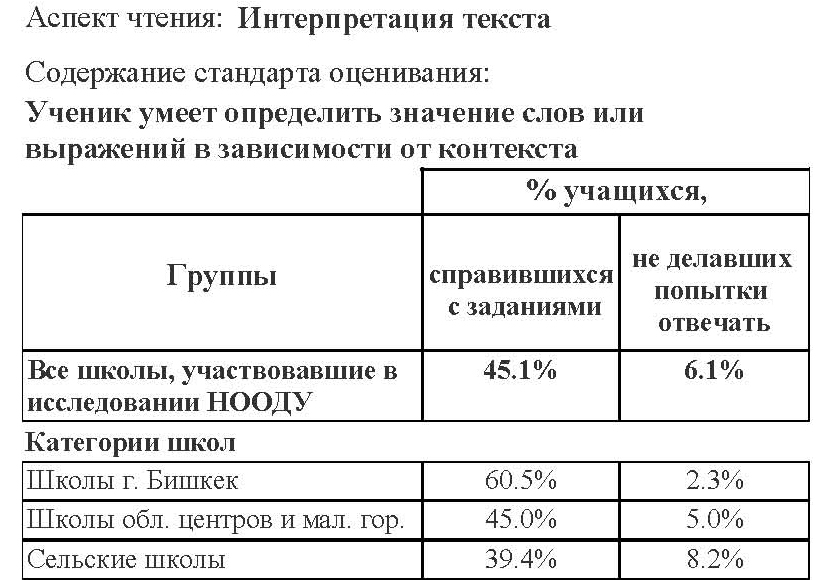 Аспект чтения: Интерпретация текста
Содержание стандарта оценивания:
Ученик умеет определить значение слов или
выражений в зависимости от контекста
% учащихся,
Группы
справившихся
с заданиями
не делавших
попытки
отвечать
Все школы, участвовавшие в
исследовании НООДУ
45.1%
6.1%
Категории школ
Школы г. Бишкек
60.5%
2.3%
Школы обл. центров и мал. гор.
45.0%
5.0%
Сельские школы
39.4%
8.2%